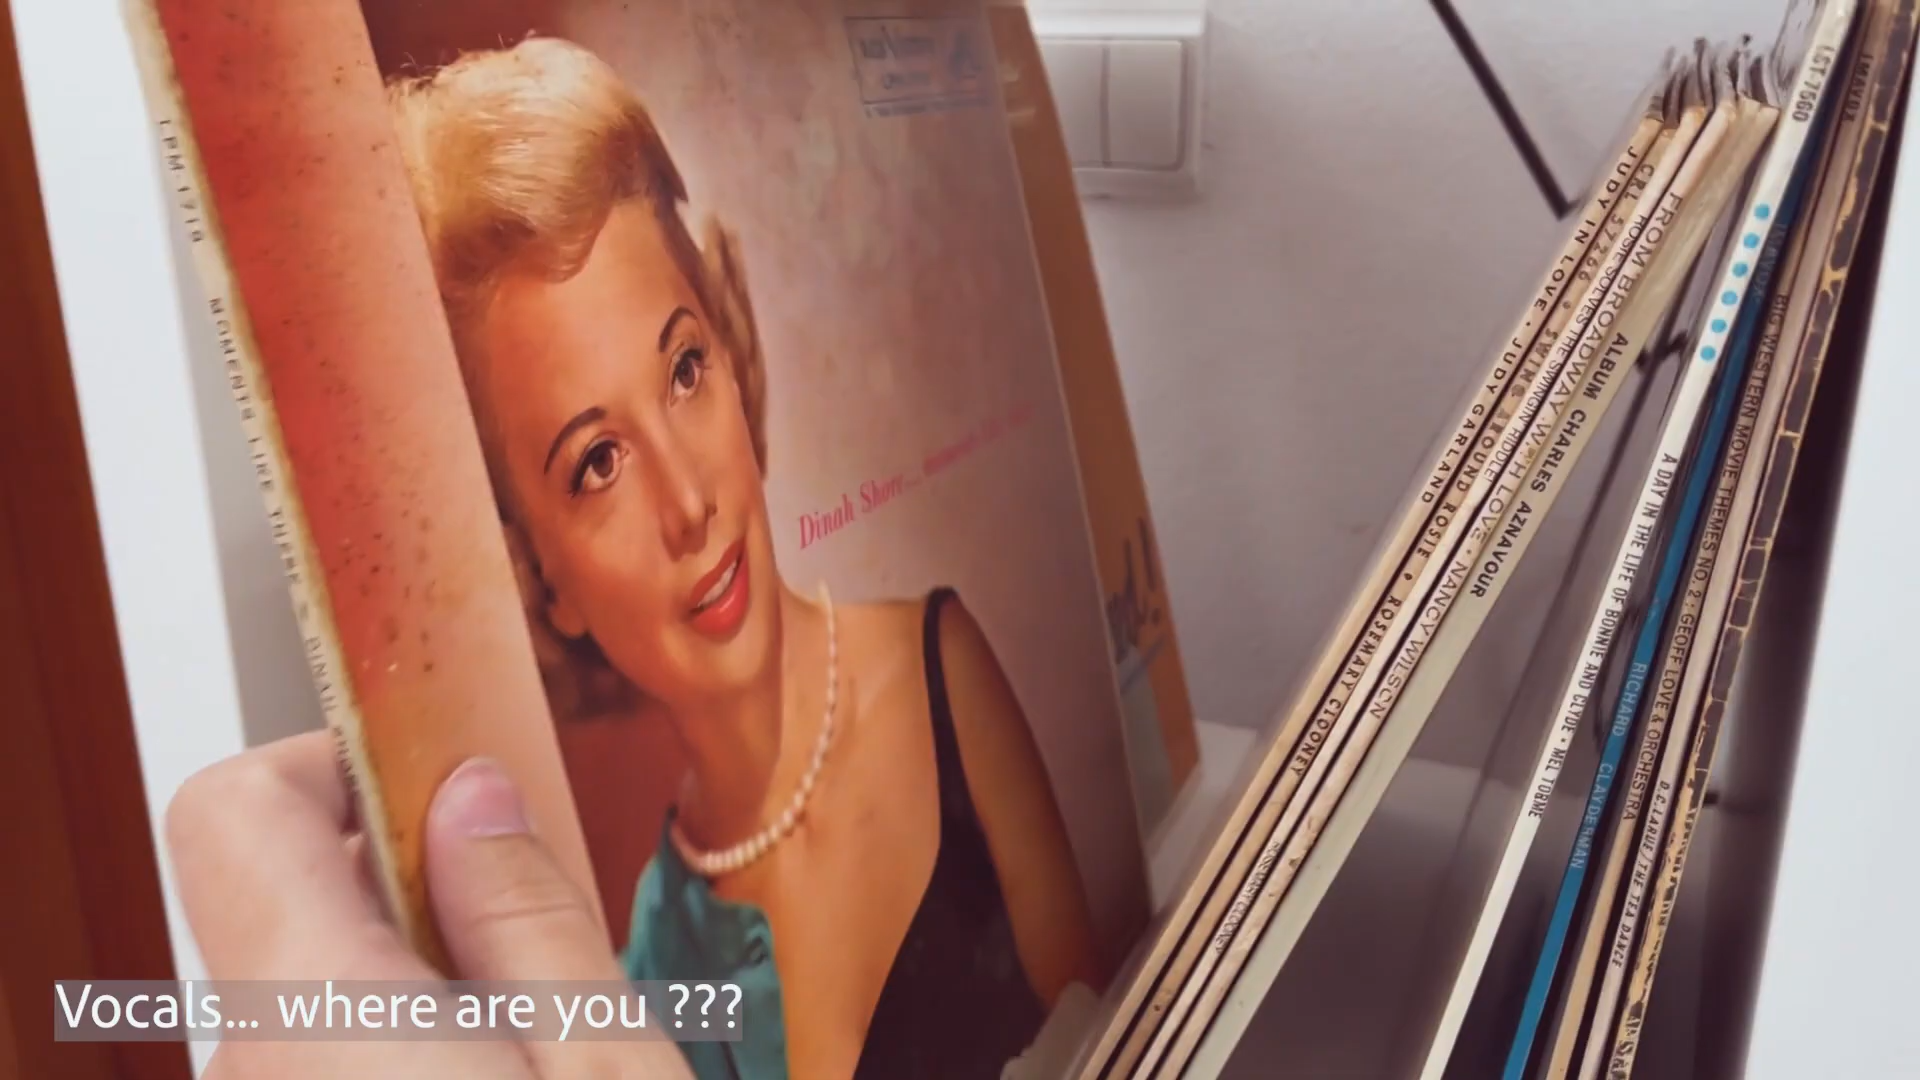 LPM-1719 MOMENTS LIKE THESE DINAH SHORE
Dinah Shore...
JUDY IN LOVE • JUDY GARLAND
CRL 57266 SWING AROUND ROSIE • ROSEMARY CLOONEY
ROSIE SOLVES THE SWINGIN' RIDDLE! ROSEMARY CLOONEY
FROM BROADWAY WITH LOVE • NANCY WILSON
ALBUM CHARLES AZNAVOUR
LST-7560
A DAY IN THE LIFE OF BONNIE AND CLYDE • MEL TORME
RICHARD CLAYDERMAN
BIG WESTERN MOVIE THEMES NO. 2 : GEOFF LOVE & ORCHESTRA
D.C. LARUE/THE TEA DANCE
Vocals... where are you ???